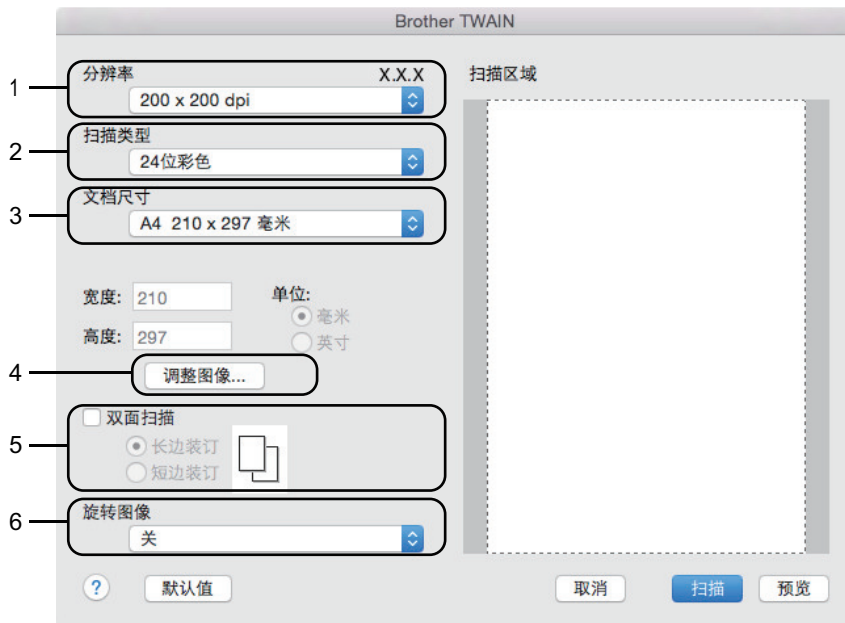 Brother TWAIN
1
分辨率 X.X.X
200 x 200 dpi
2
扫描类型
24位彩色
3
文档尺寸
A4 210 x 297 毫米
宽度: 210
高度: 297
单位:
毫米
英寸
4
调整图像...
5
双面扫描
长边装订
短边装订
6
旋转图像
关
扫描区域
? 默认值 取消 扫描 预览